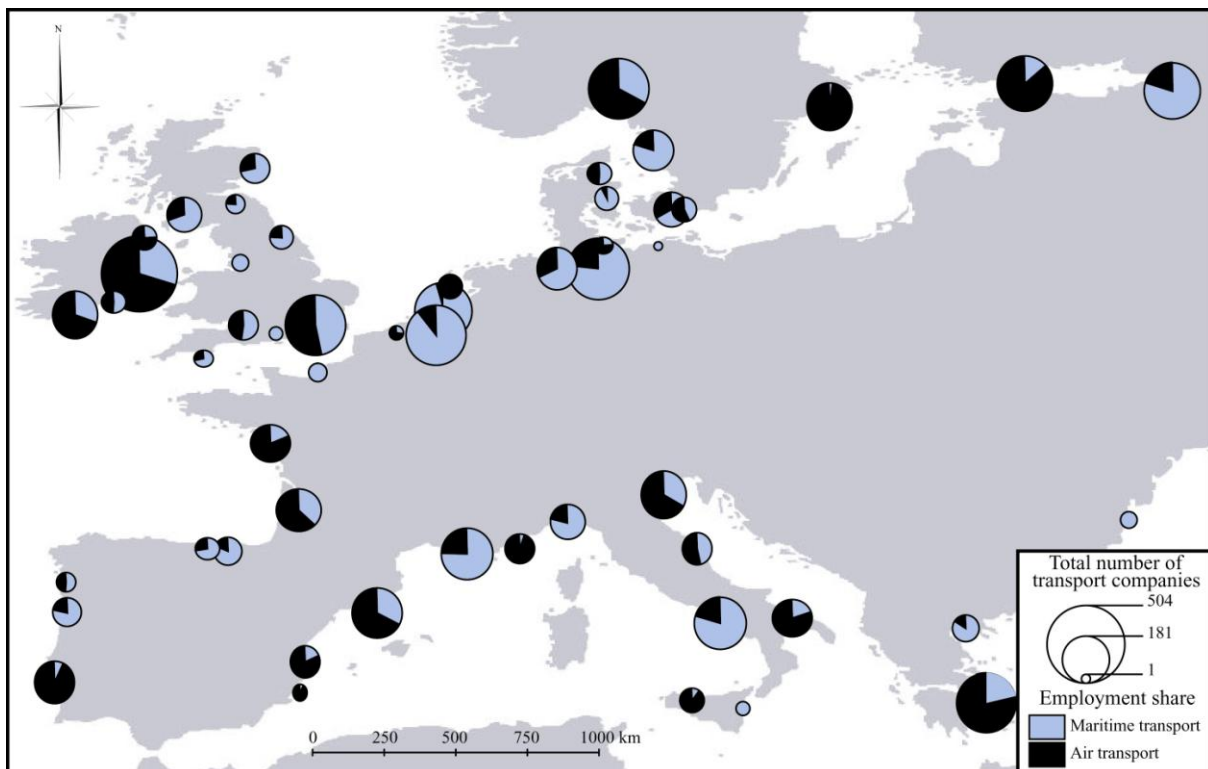 N
Total number of
transport companies
504
181
1
Employment share
Maritime transport
Air transport
0 250 500 750 1000 km